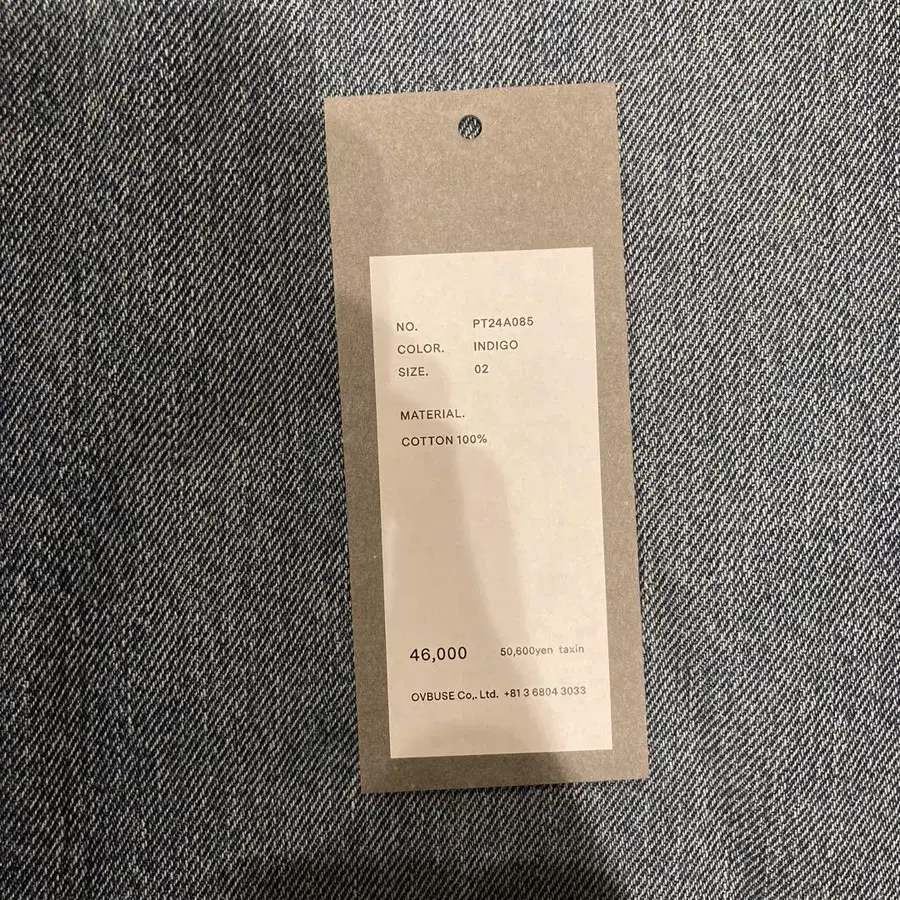 NO. PT24A085
COLOR. INDIGO
SIZE. 02
MATERIAL.
COTTON 100%
46,000 50,600yen taxin
OVBUSE Co,. Ltd. +81 3 6804 3033